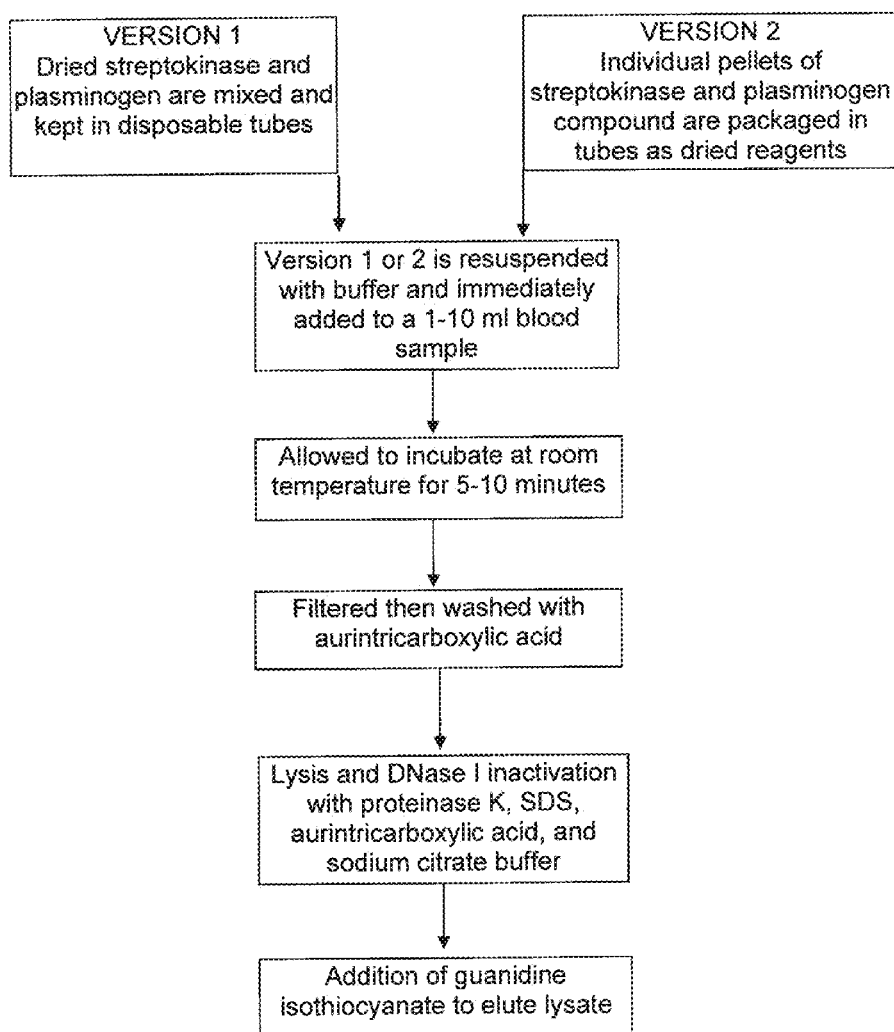 VERSION 1
Dried streptokinase and
plasminogen are mixed and
kept in disposable tubes
VERSION 2
Individual pellets of
streptokinase and plasminogen
compound are packaged in
tubes as dried reagents
Version 1 or 2 is resuspended
with buffer and immediately
added to a 1-10 ml blood
sample
Allowed to incubate at room
temperature for 5-10 minutes
Filtered then washed with
aurintricarboxylic acid
Lysis and DNase I inactivation
with proteinase K, SDS,
aurintricarboxylic acid, and
sodium citrate buffer
Addition of guanidine
isothiocyanate to elute lysate